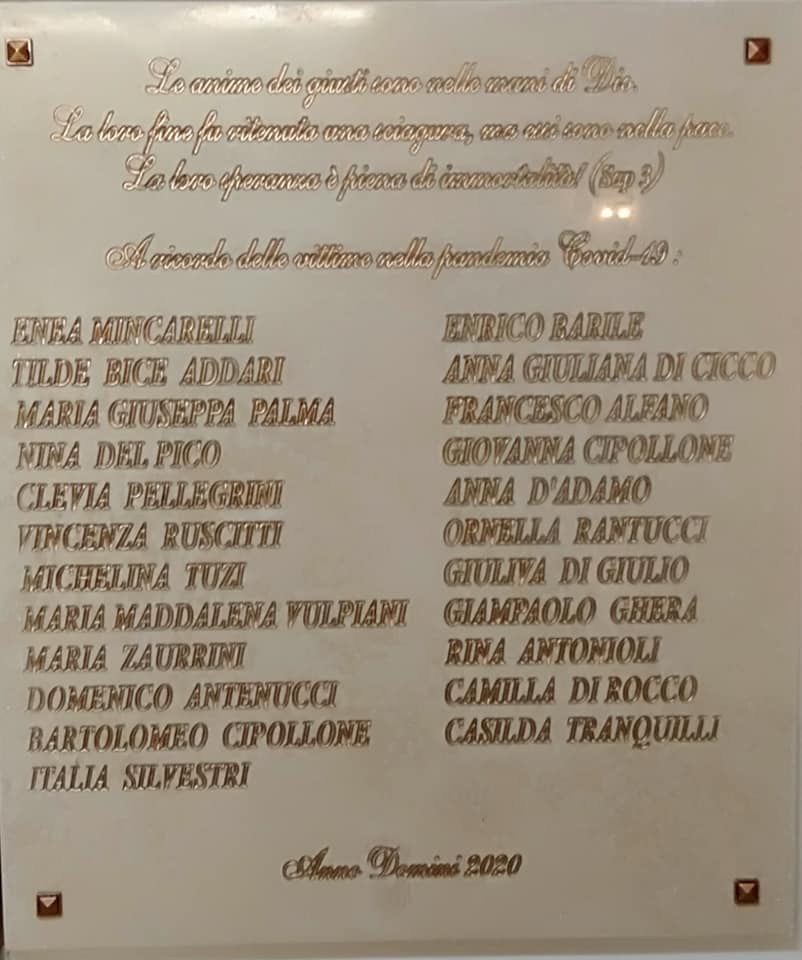 Le anime dei giusti sono nelle mani di Dio.
La loro fine fu ritenuta una sciagura, ma essi sono nella pace.
La loro speranza è piena di immortalità! (Sap 3)
A ricordo delle vittime nella pandemia Covid-19 :
ENEA MINCARELLI
TILDE BICE ADDARI
MARIA GIUSEPPA PALMA
NINA DEL PICO
CLEVIA PELLEGRINI
VINCENZA RUSCITTI
MICHELINA TUZI
MARIA MADDALENA VULPIANI
MARIA ZAURRINI
DOMENICO ANTENUCCI
BARTOLOMEO CIPOLLONE
ITALIA SILVESTRI
ENRICO BARILE
ANNA GIULIANA DI CICCO
FRANCESCO ALFANO
GIOVANNA CIPOLLONE
ANNA D'ADAMO
ORNELLA RANTUCCI
GIULIVA DI GIULIO
GIAMPAOLO GHERA
RINA ANTONIOLI
CAMILLA DI ROCCO
CASILDA TRANQUILLI
Anno Domini 2020